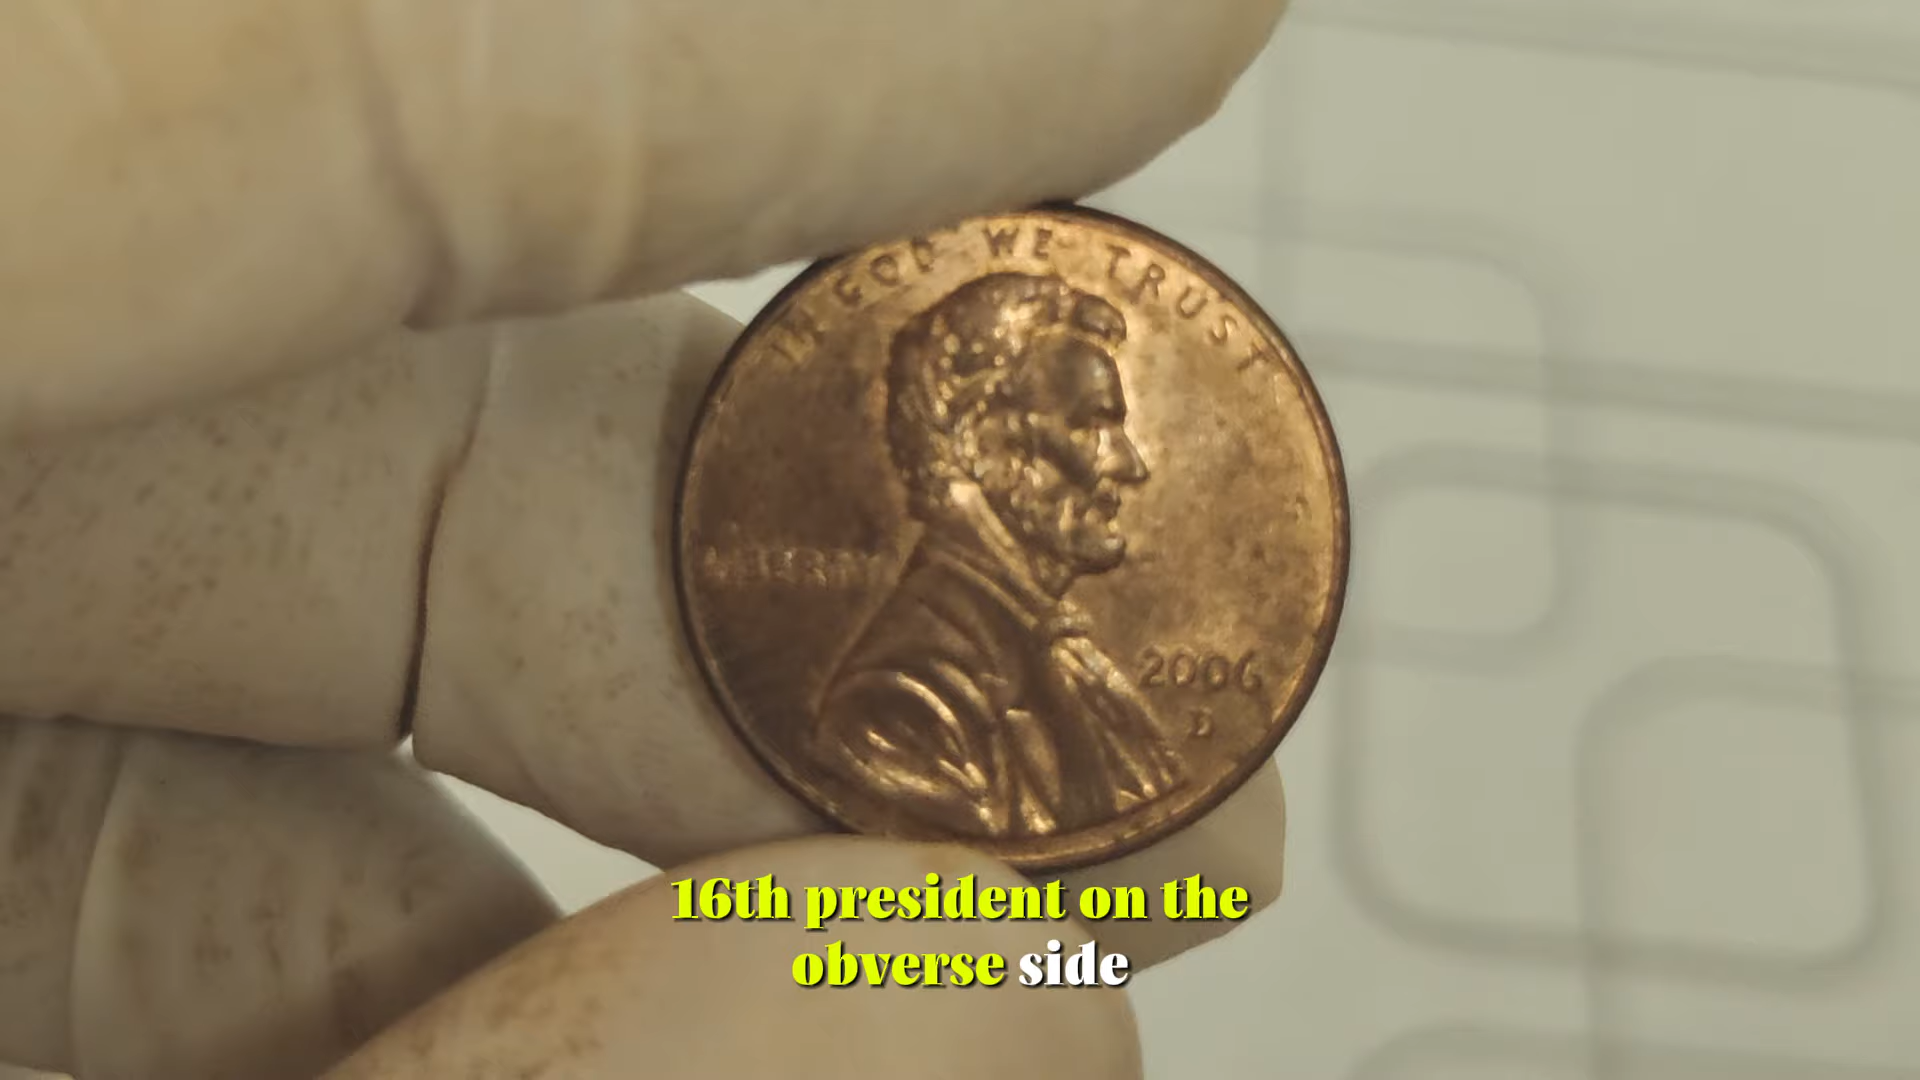 IN GOD WE TRUST
LIBERTY
2006
D
16th president on the
obverse side